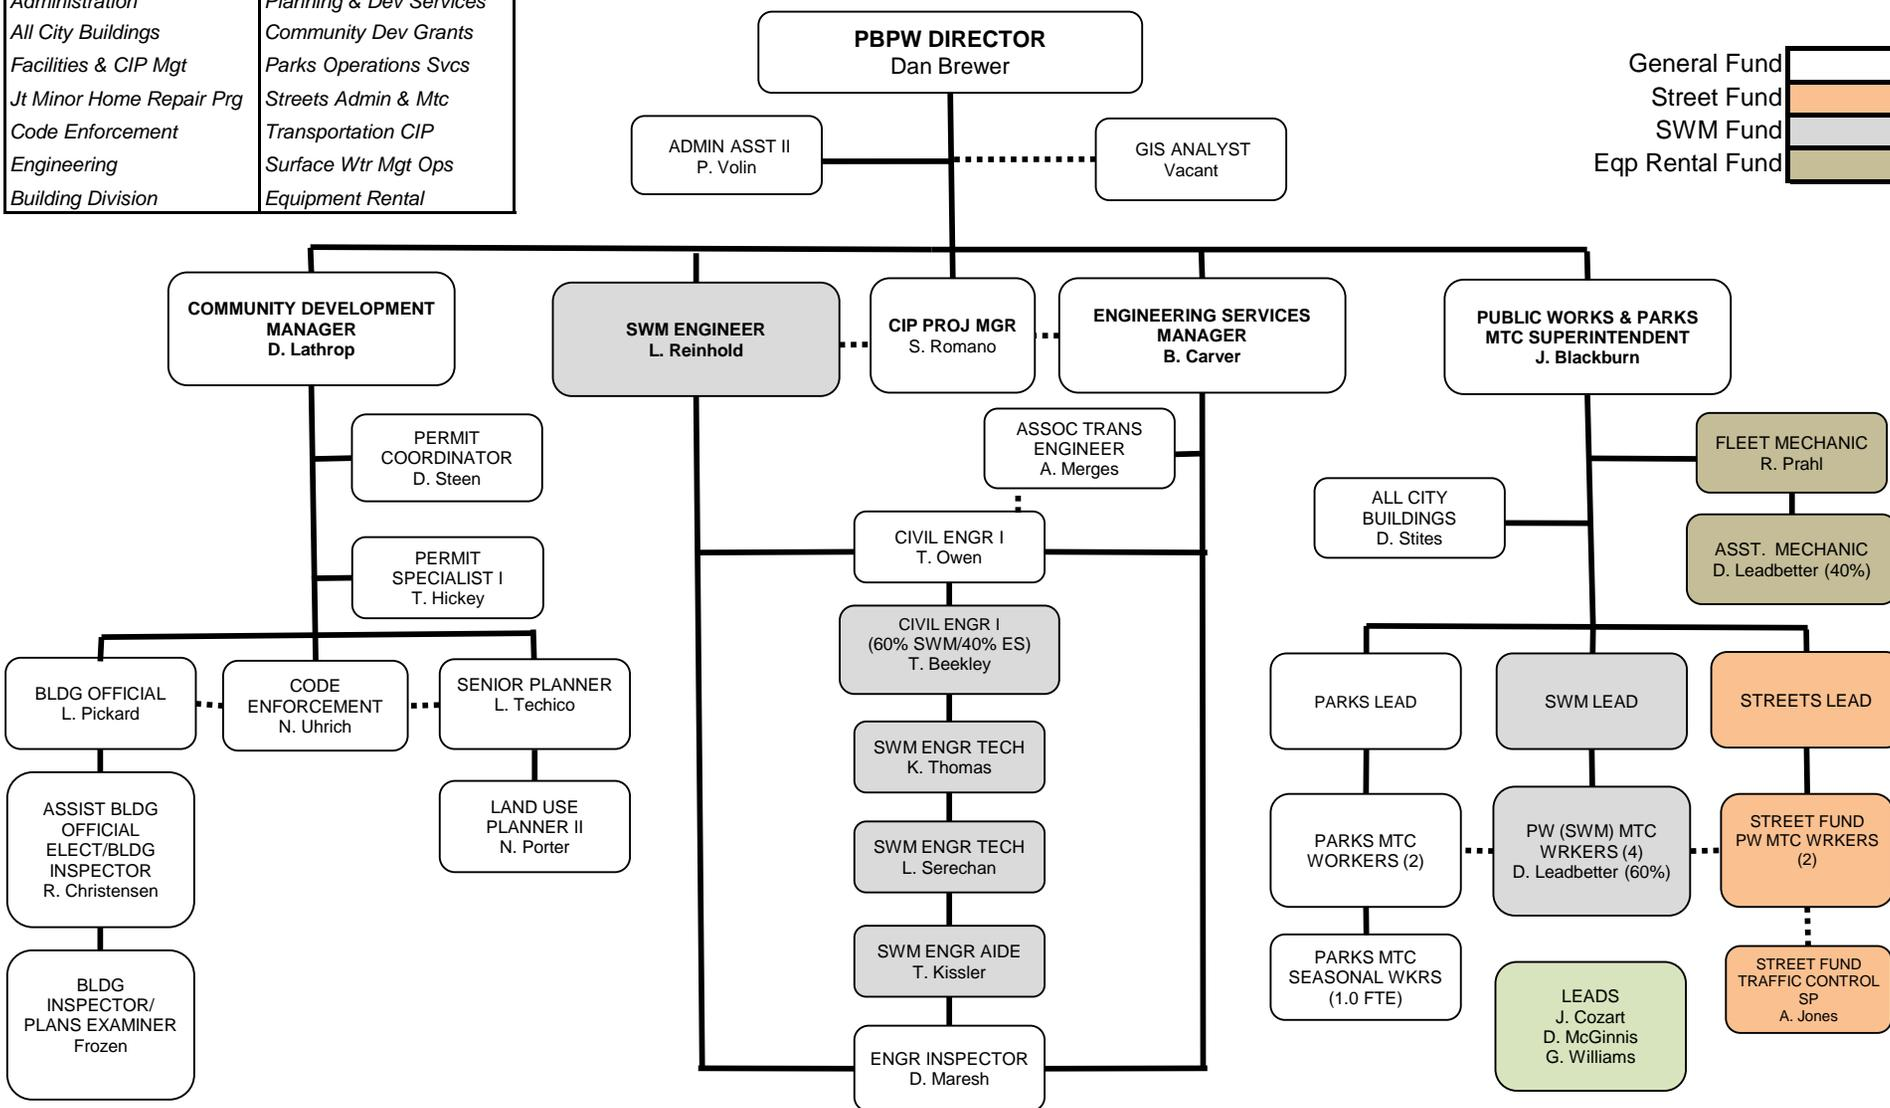 Administration
Planning & Dev Services
All City Buildings
Community Dev Grants
Facilities & CIP Mgt
Parks Operations Svcs
Jt Minor Home Repair Prg
Streets Admin & Mtc
Code Enforcement
Transportation CIP
Engineering
Surface Wtr Mgt Ops
Building Division
Equipment Rental
PBPW DIRECTOR
Dan Brewer
General Fund
Street Fund
SWM Fund
Eqp Rental Fund
ADMIN ASST II
P. Volin
GIS ANALYST
Vacant
COMMUNITY DEVELOPMENT
MANAGER
D. Lathrop
SWM ENGINEER
L. Reinhold
CIP PROJ MGR
S. Romano
ENGINEERING SERVICES
MANAGER
B. Carver
PUBLIC WORKS & PARKS
MTC SUPERINTENDENT
J. Blackburn
PERMIT
COORDINATOR
D. Steen
PERMIT
SPECIALIST I
T. Hickey
BLDG OFFICIAL
L. Pickard
CODE
ENFORCEMENT
N. Uhrich
SENIOR PLANNER
L. Techico
ASSIST BLDG
OFFICIAL
ELECT/BLDG
INSPECTOR
R. Christensen
LAND USE
PLANNER II
N. Porter
BLDG
INSPECTOR/
PLANS EXAMINER
Frozen
ASSOC TRANS
ENGINEER
A. Merges
CIVIL ENGR I
T. Owen
CIVIL ENGR I
(60% SWM/40% ES)
T. Beekley
SWM ENGR TECH
K. Thomas
SWM ENGR TECH
L. Serechan
SWM ENGR AIDE
T. Kissler
ENGR INSPECTOR
D. Maresh
FLEET MECHANIC
R. Prahl
ALL CITY
BUILDINGS
D. Stites
ASST.  MECHANIC
D. Leadbetter (40%)
PARKS LEAD
SWM LEAD
STREETS LEAD
PARKS MTC
WORKERS (2)
PW (SWM) MTC
WRKERS (4)
D. Leadbetter (60%)
STREET FUND
PW MTC WRKERS
(2)
PARKS MTC
SEASONAL WKRS
(1.0 FTE)
LEADS
J. Cozart
D. McGinnis
G. Williams
STREET FUND
TRAFFIC CONTROL
SP
A. Jones